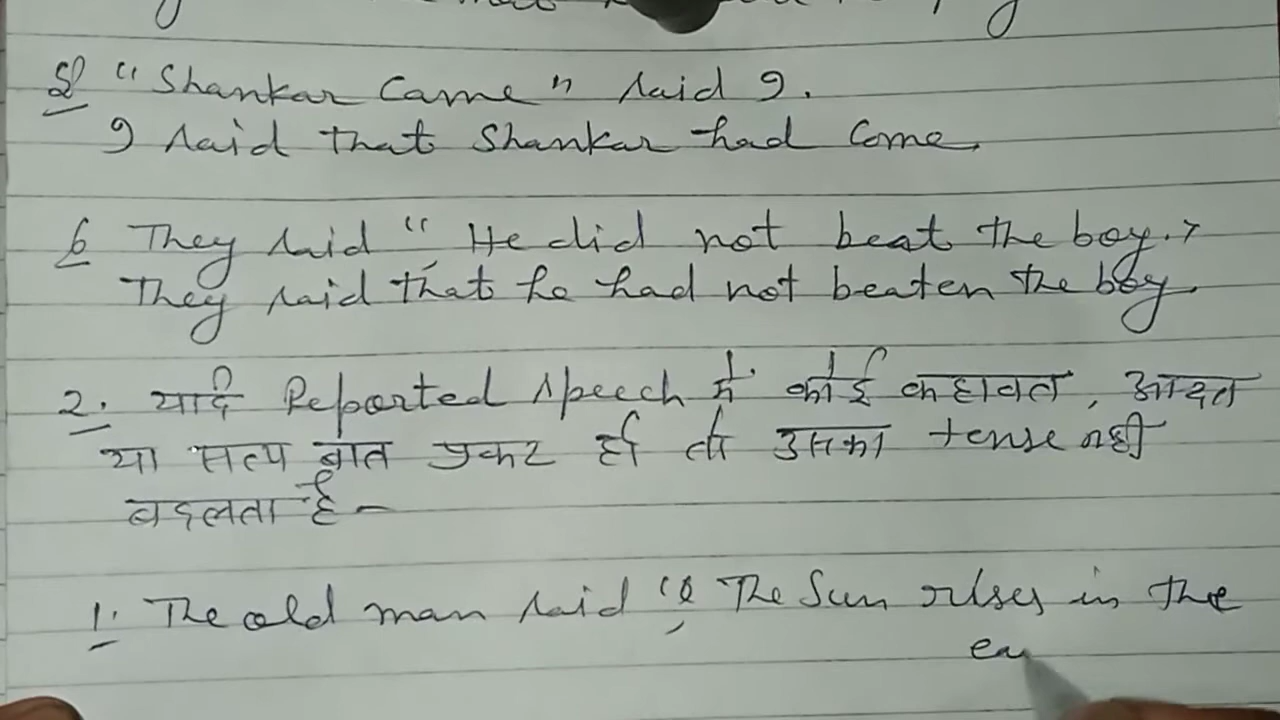 5 "Shankar Came" said I.
I said that Shankar had come.
6 They said, "He did not beat the boy."
They said that he had not beaten the boy.
2. यदि Reported speech में कोई कहावत, आदत
या सत्य बात प्रकट हो तो उसका tense नहीं
बदलता है -
1. The old man said, "The Sun rises in the
ea